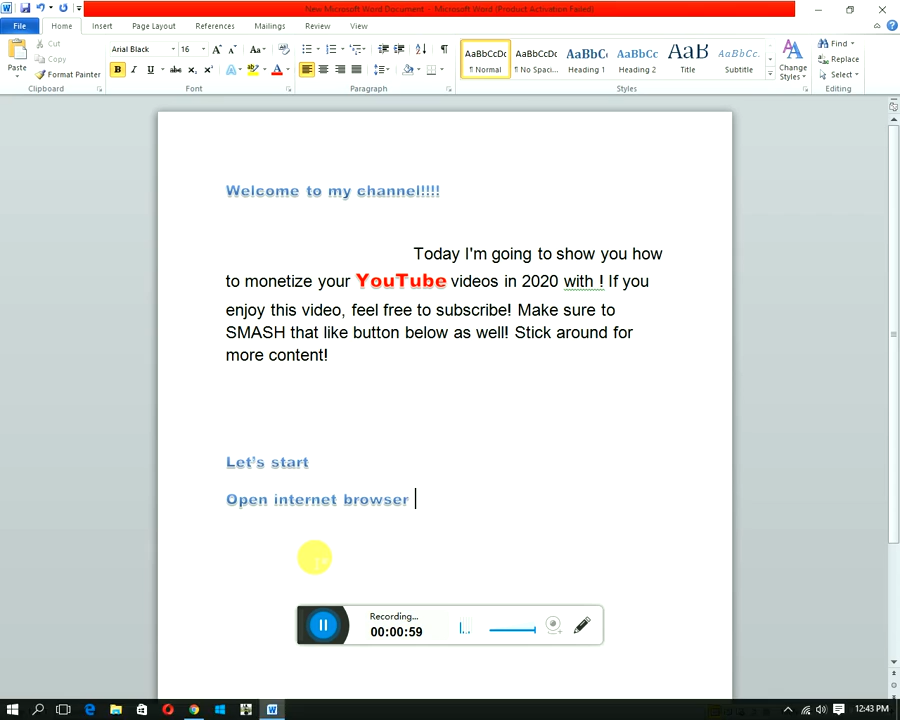 New Microsoft Word Document - Microsoft Word (Product Activation Failed)
File Home Insert Page Layout References Mailings Review View
Paste
Cut
Copy
Format Painter
Clipboard
Arial Black 16
Font
Paragraph
AaBbCcDc AaBbCcDc AaBbCc AaBbCc AaB AaBbCc.
¶ Normal ¶ No Spaci... Heading 1 Heading 2 Title Subtitle
Change Styles
Styles
Find
Replace
Select
Editing
Welcome to my channel!!!!
Today I'm going to show you how
to monetize your YouTube videos in 2020 with ! If you
enjoy this video, feel free to subscribe! Make sure to
SMASH that like button below as well! Stick around for
more content!
Let's start
Open internet browser
Recording...
00:00:59
12:43 PM